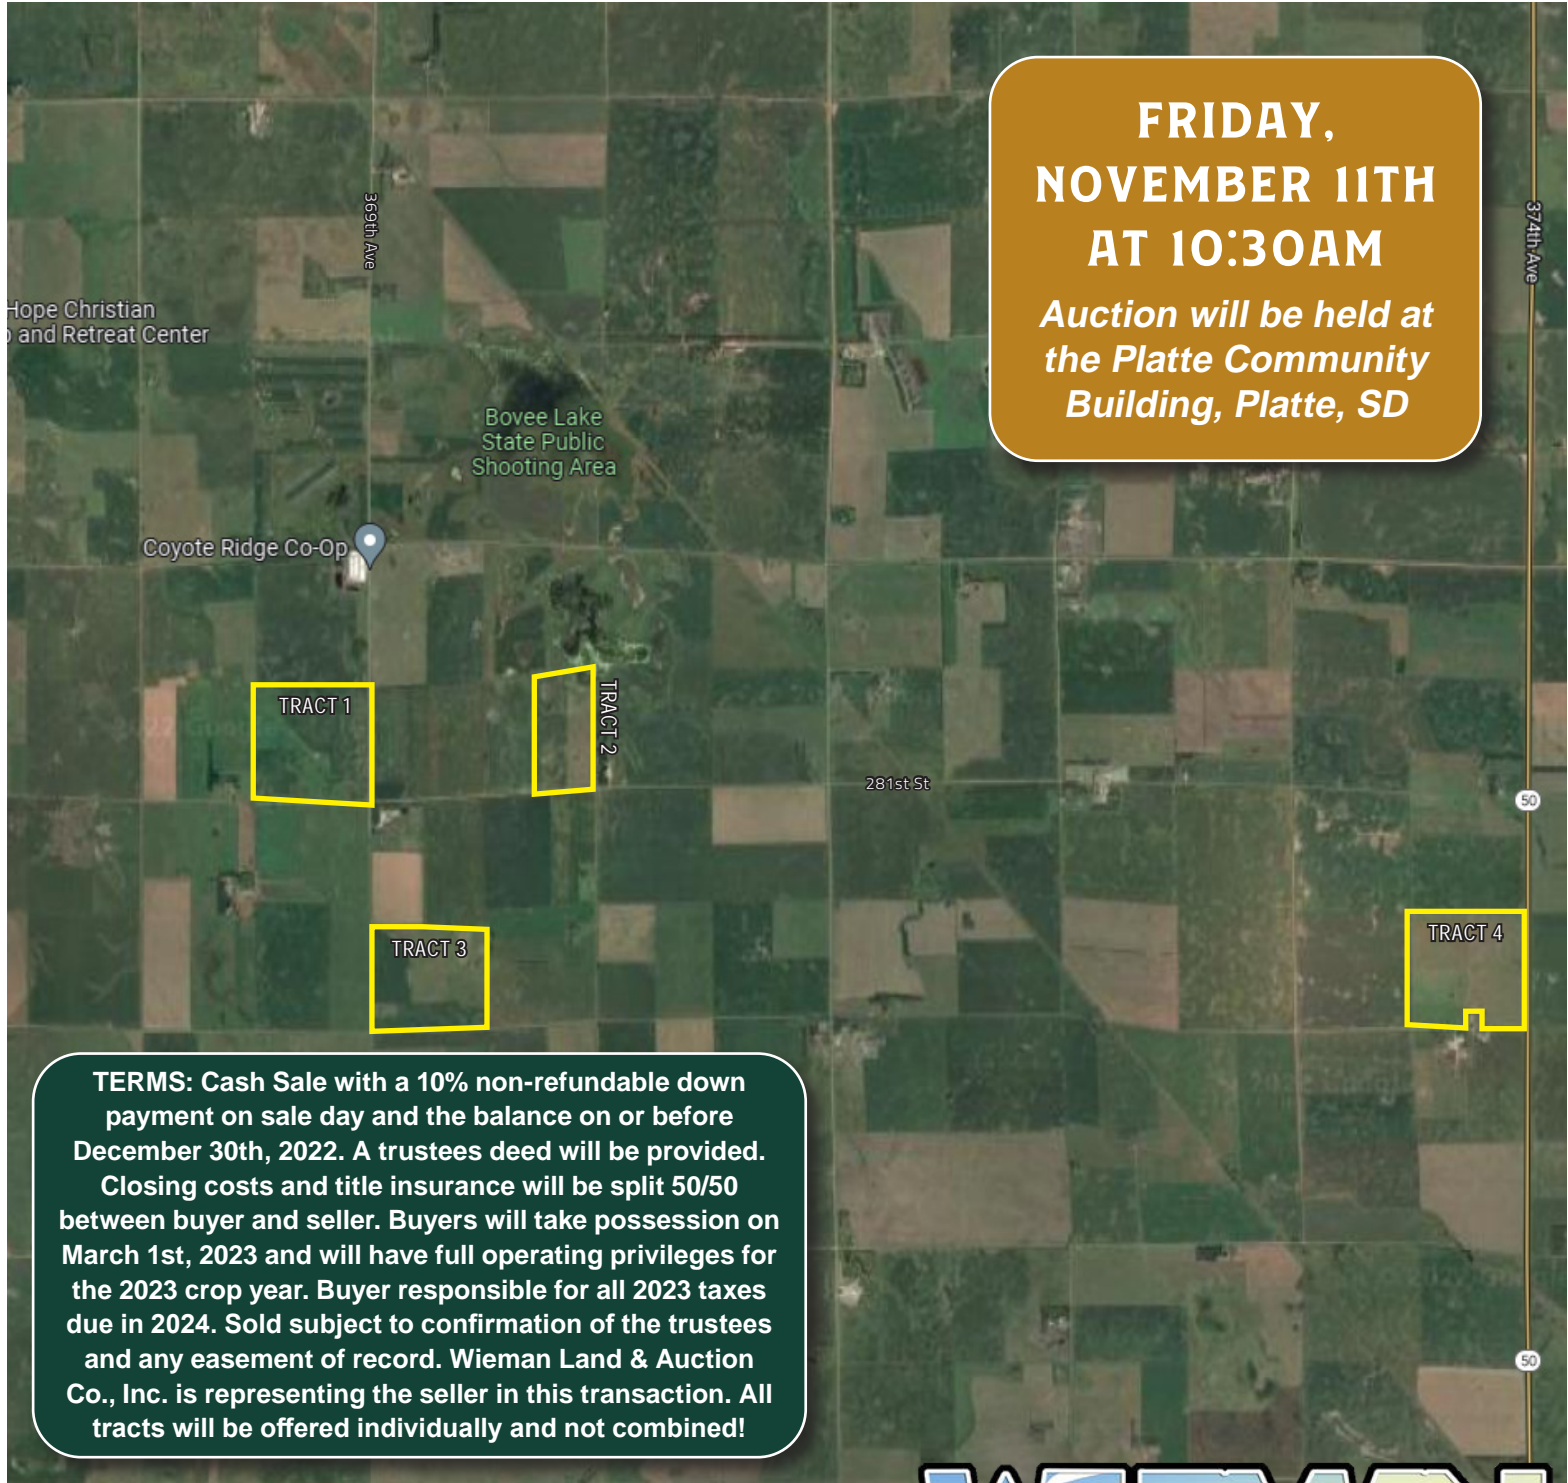 FRIDAY,
NOVEMBER 11TH
AT 10:30AM
Auction will be held at
the Platte Community
Building, Platte, SD
369th Ave
374th Ave
Hope Christian
and Retreat Center
Bovee Lake
State Public
Shooting Area
Coyote Ridge Co-Op
TRACT 1
TRACT 2
281st St
50
TRACT 3
TRACT 4
TERMS: Cash Sale with a 10% non-refundable down
payment on sale day and the balance on or before
December 30th, 2022. A trustees deed will be provided.
Closing costs and title insurance will be split 50/50
between buyer and seller. Buyers will take possession on
March 1st, 2023 and will have full operating privileges for
the 2023 crop year. Buyer responsible for all 2023 taxes
due in 2024. Sold subject to confirmation of the trustees
and any easement of record. Wieman Land & Auction
Co., Inc. is representing the seller in this transaction. All
tracts will be offered individually and not combined!
50